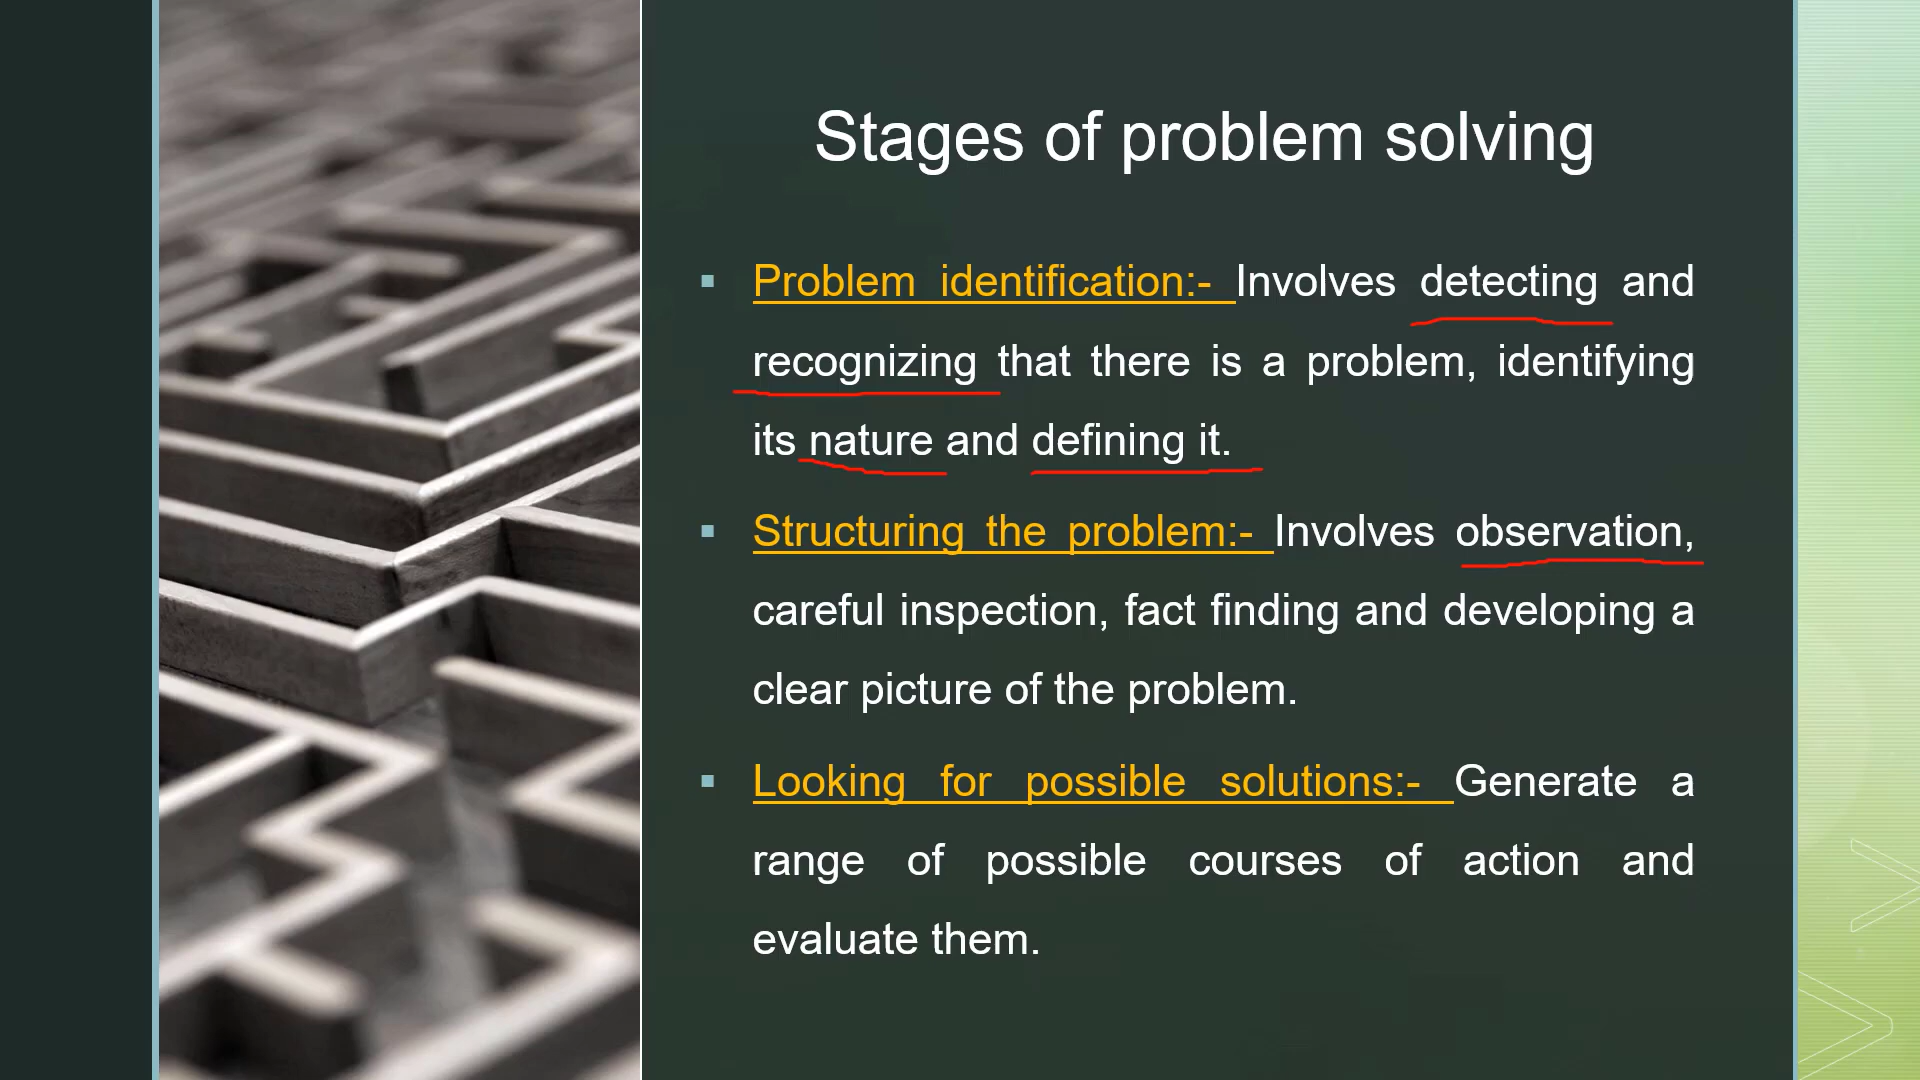 Stages of problem solving
Problem identification:- Involves detecting and
recognizing that there is a problem, identifying
its nature and defining it.
Structuring the problem:- Involves observation,
careful inspection, fact finding and developing a
clear picture of the problem.
Looking for possible solutions:- Generate a
range of possible courses of action and
evaluate them.